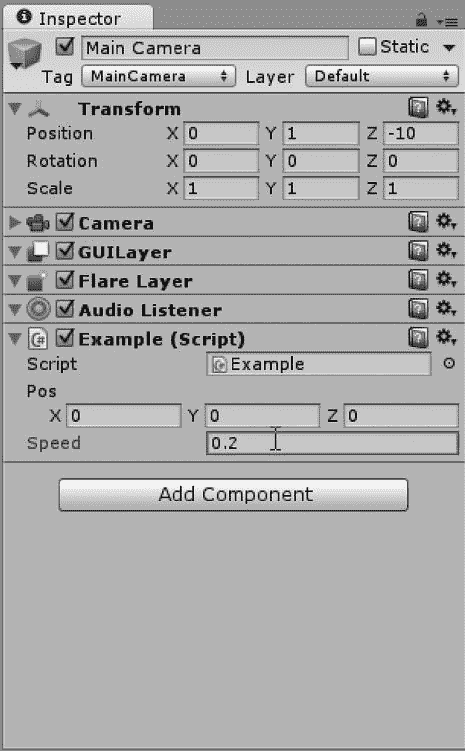 Inspector
Main Camera Static
Tag MainCamera Layer Default
Transform
Position X 0 Y 1 Z -10
Rotation X 0 Y 0 Z 0
Scale X 1 Y 1 Z 1
Camera
GUILayer
Flare Layer
Audio Listener
C# Example (Script)
Script Example
Pos
X 0 Y 0 Z 0
Speed 0.2
Add Component